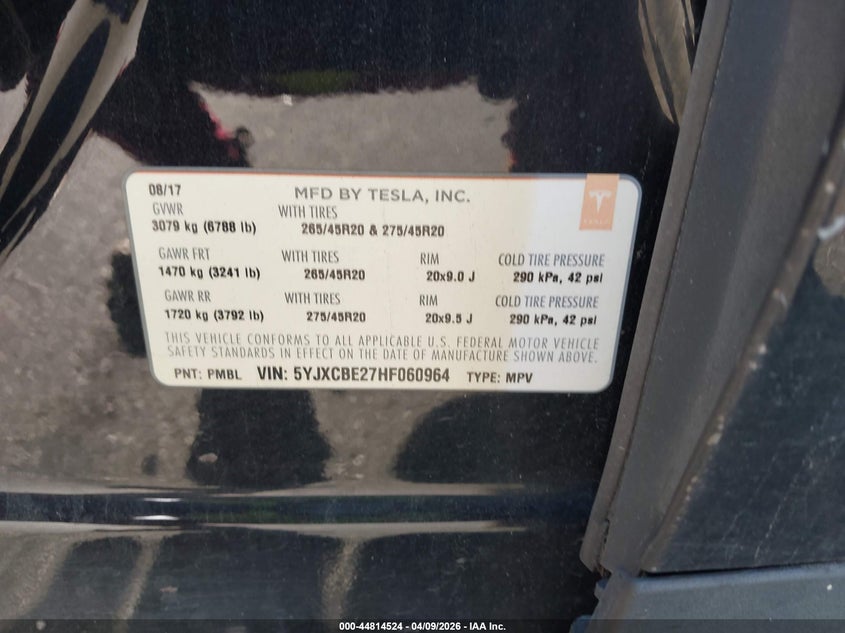 08/17 MFD BY TESLA, INC.
GVWR WITH TIRES
3079 kg (6788 lb) 265/45R20 & 275/45R20
TESLA
GAWR FRT WITH TIRES RIM COLD TIRE PRESSURE
1470 kg (3241 lb) 265/45R20 20x9.0 J 290 kPa, 42 psi
GAWR RR WITH TIRES RIM COLD TIRE PRESSURE
1720 kg (3792 lb) 275/45R20 20x9.5 J 290 kPa, 42 psi
THIS VEHICLE CONFORMS TO ALL APPLICABLE U.S. FEDERAL MOTOR VEHICLE
SAFETY STANDARDS IN EFFECT ON THE DATE OF MANUFACTURE SHOWN ABOVE.
PNT: PMBL VIN: 5YJXCBE27HF060964 TYPE: MPV
000-44814524 | 04/09/2026 - IAA Inc.